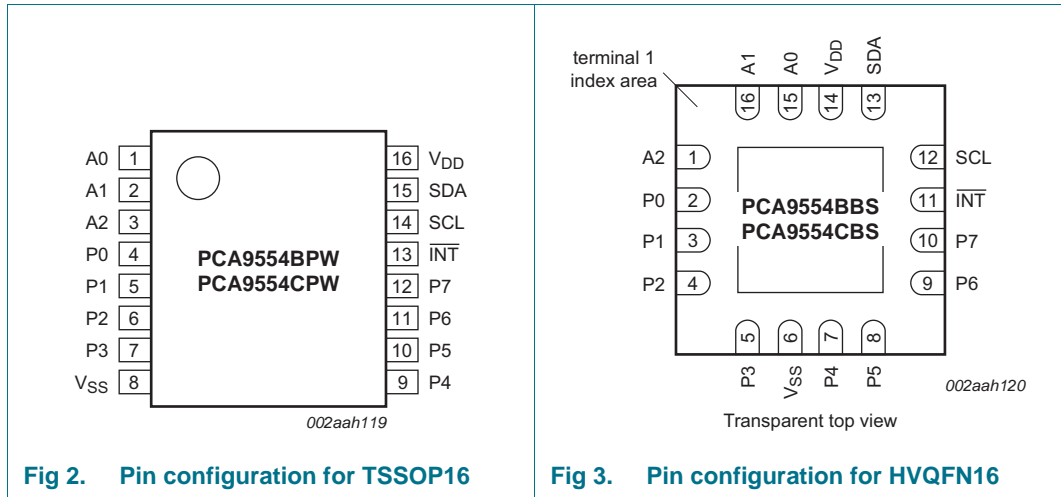 A0 1
A1 2
A2 3
P0 4
P1 5
P2 6
P3 7
VSS 8
PCA9554BPW
PCA9554CPW
16 VDD
15 SDA
14 SCL
13 INT
12 P7
11 P6
10 P5
9 P4
002aah119
Fig 2. Pin configuration for TSSOP16
terminal 1
index area
A1 A0 VDD SDA
16 15 14 13
A2 1
P0 2
P1 3
P2 4
PCA9554BBS
PCA9554CBS
12 SCL
11 INT
10 P7
9 P6
5 6 7 8
P3 VSS P4 P5
002aah120
Transparent top view
Fig 3. Pin configuration for HVQFN16